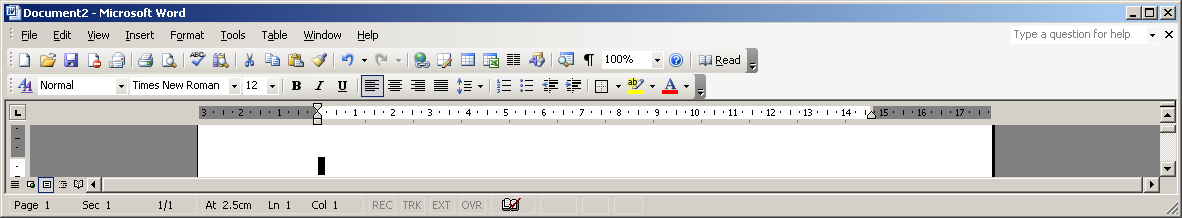 Document2 - Microsoft Word
File Edit View Insert Format Tools Table Window Help Type a question for help
ABC 100% Read
Normal Times New Roman 12 B I U ab A
3 2 1 1 2 3 4 5 6 7 8 9 10 11 12 13 14 15 16 17
Page 1 Sec 1 1/1 At 2.5cm Ln 1 Col 1 REC TRK EXT OVR